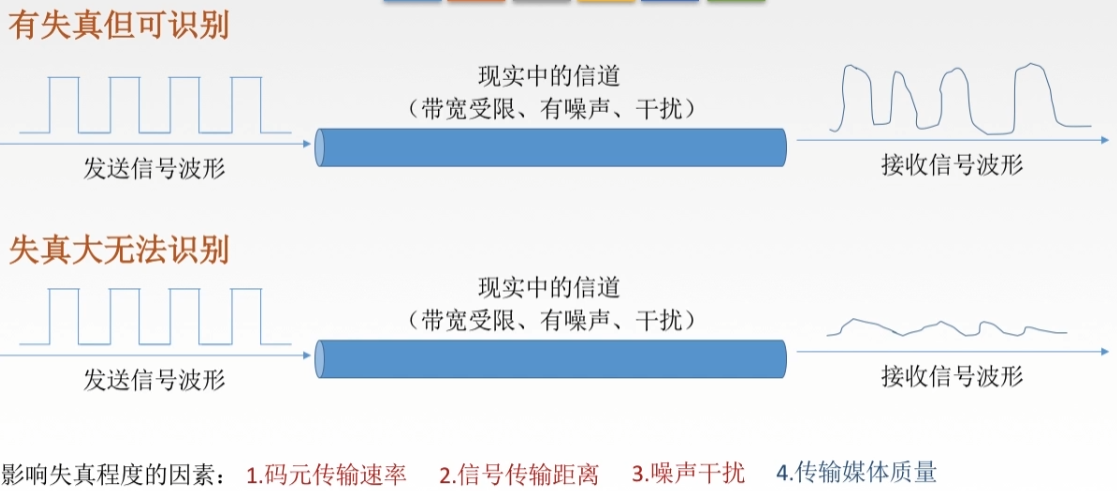 有失真但可识别
现实中的信道
（带宽受限、有噪声、干扰）
发送信号波形
接收信号波形
失真大无法识别
现实中的信道
（带宽受限、有噪声、干扰）
发送信号波形
接收信号波形
影响失真程度的因素： 1.码元传输速率 2.信号传输距离 3.噪声干扰 4.传输媒体质量